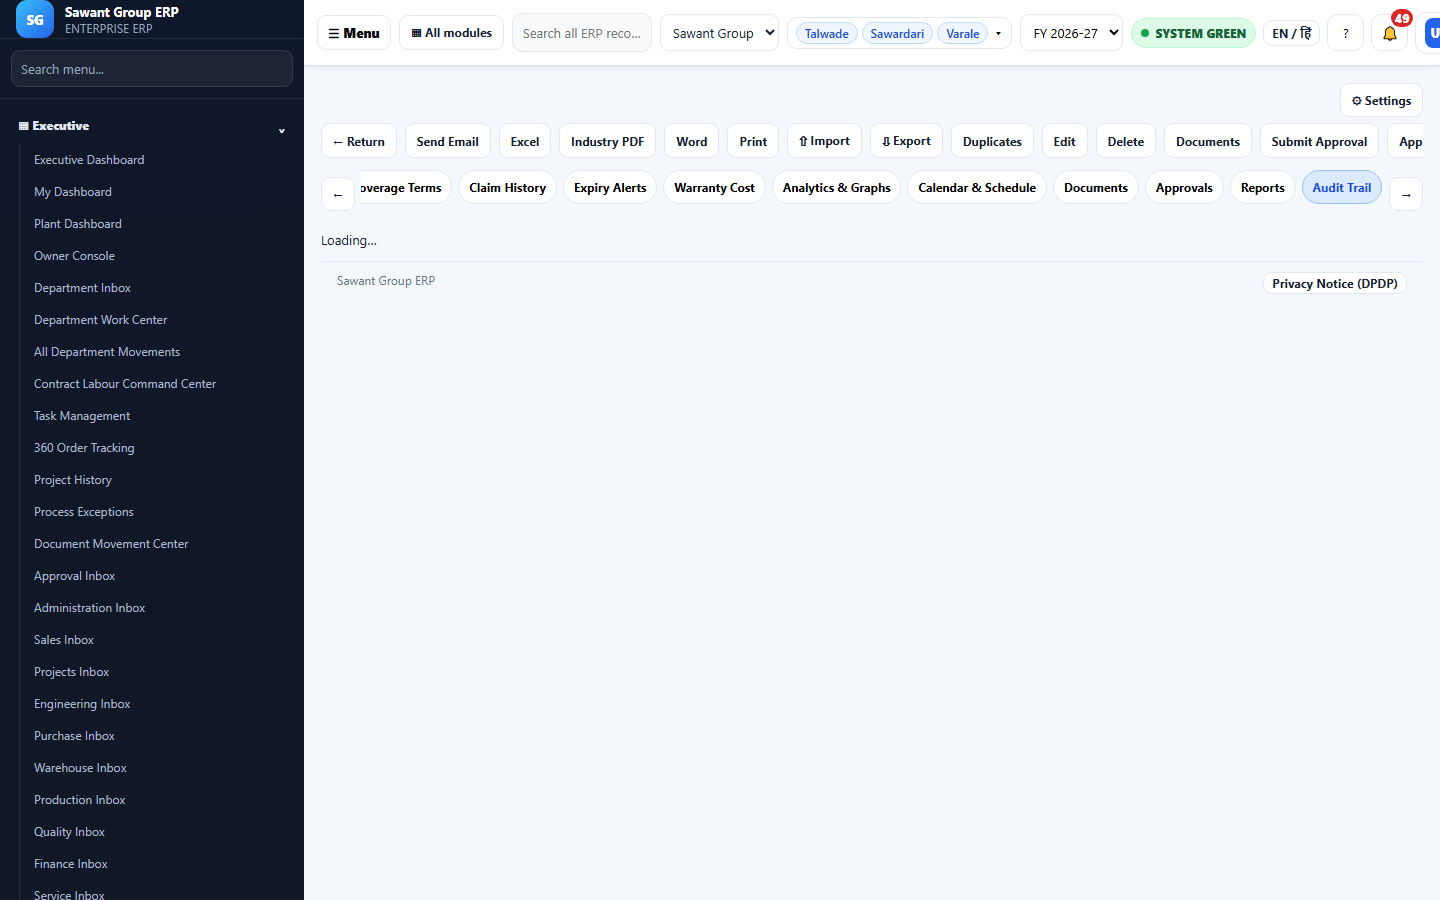 SG
Sawant Group ERP
ENTERPRISE ERP
Search menu...
Executive
Executive Dashboard
My Dashboard
Plant Dashboard
Owner Console
Department Inbox
Department Work Center
All Department Movements
Contract Labour Command Center
Task Management
360 Order Tracking
Project History
Process Exceptions
Document Movement Center
Approval Inbox
Administration Inbox
Sales Inbox
Projects Inbox
Engineering Inbox
Purchase Inbox
Warehouse Inbox
Production Inbox
Quality Inbox
Finance Inbox
Service Inbox
☰ Menu All modules Search all ERP reco... Sawant Group Talwade Sawardari Varale FY 2026-27 SYSTEM GREEN EN / हिं ? 49 U
⚙ Settings
← Return Send Email Excel Industry PDF Word Print ⇧ Import ⇩ Export Duplicates Edit Delete Documents Submit Approval App
← overage Terms Claim History Expiry Alerts Warranty Cost Analytics & Graphs Calendar & Schedule Documents Approvals Reports Audit Trail →
Loading...
Sawant Group ERP Privacy Notice (DPDP)